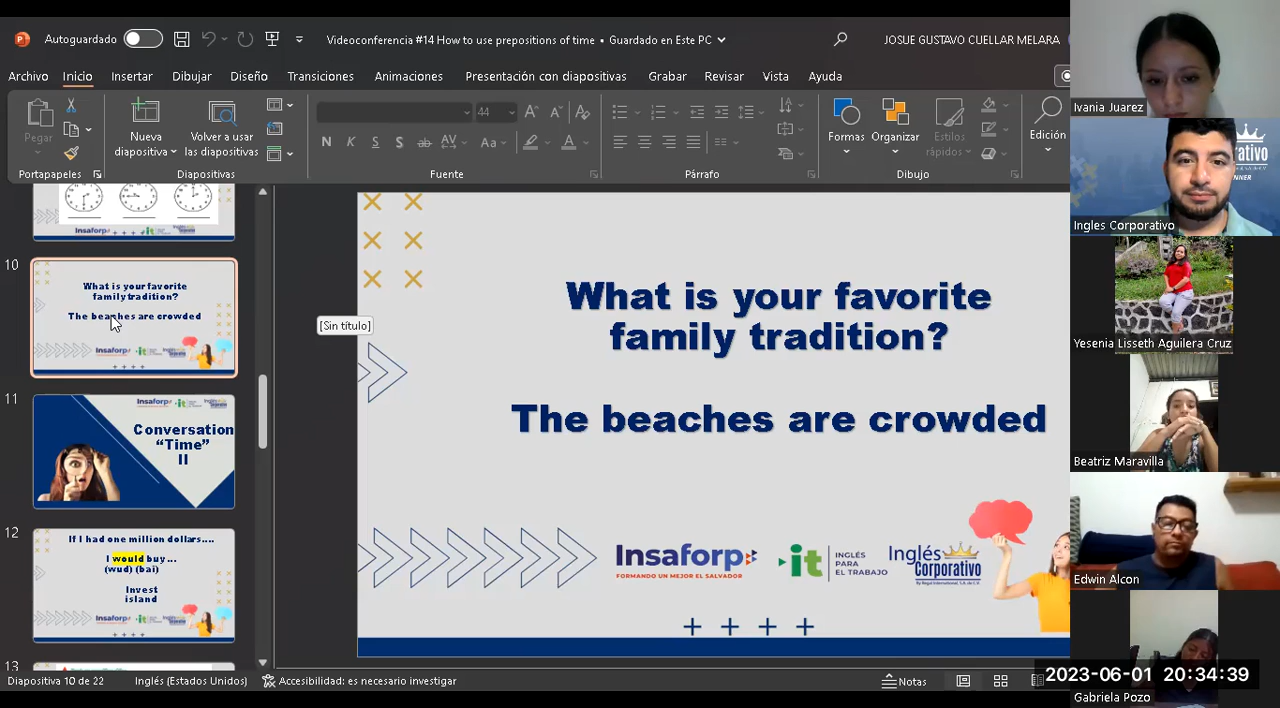 Autoguardado
Videoconferencia #14 How to use prepositions of time • Guardado en Este PC
JOSUE GUSTAVO CUELLAR MELARA
Archivo Inicio Insertar Dibujar Diseño Transiciones Animaciones Presentación con diapositivas Grabar Revisar Vista Ayuda
Pegar
Nueva diapositiva
Volver a usar las diapositivas
44
N K S S ab AV Aa A
Formas
Organizar
Estilos rápidos
Edición
Portapapeles
Diapositivas
Fuente
Párrafo
Dibujo
10
What is your favorite
family tradition?
The beaches are crowded
11
Conversation
"Time"
II
12
If I had one million dollars....
I would buy ...
(wud) (bai)
Invest
island
13
[Sin título]
What is your favorite
family tradition?
The beaches are crowded
Insaforp
FORMANDO UN MEJOR EL SALVADOR
it
INGLÉS
PARA
EL TRABAJO
Inglés
Corporativo
Diapositiva 10 de 22
Inglés (Estados Unidos)
Accesibilidad: es necesario investigar
Notas
Ivania Juarez
Ingles Corporativo
Yesenia Lisseth Aguilera Cruz
Beatriz Maravilla
Edwin Alcon
Gabriela Pozo
2023-06-01 20:34:39